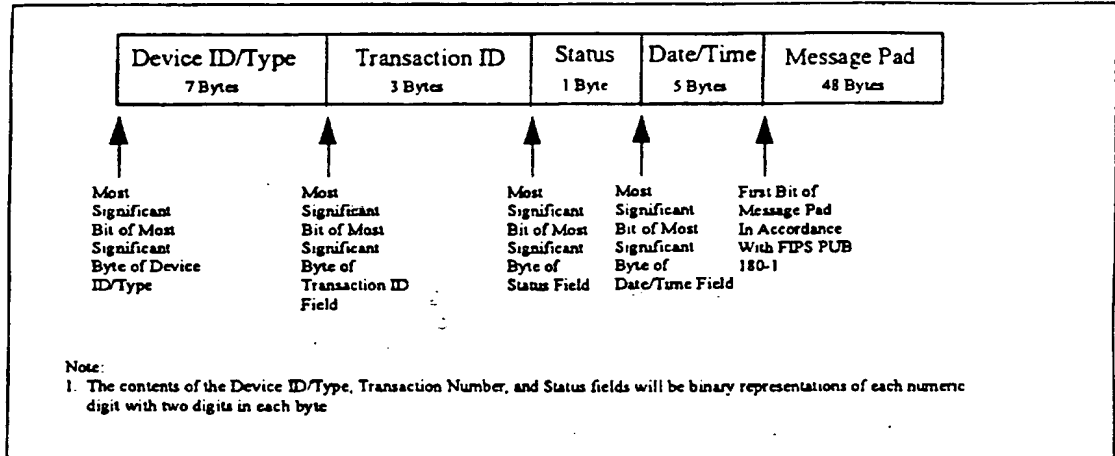 Device ID/Type Transaction ID Status Date/Time Message Pad
7 Bytes 3 Bytes 1 Byte 5 Bytes 48 Bytes
Most
Significant
Bit of Most
Significant
Byte of Device
ID/Type
Most
Significant
Bit of Most
Significant
Byte of
Transaction ID
Field
Most
Significant
Bit of Most
Significant
Byte of
Status Field
Most
Significant
Bit of Most
Significant
Byte of
Date/Time Field
First Bit of
Message Pad
In Accordance
With FIPS PUB
180-1
Note:
1. The contents of the Device ID/Type, Transaction Number, and Status fields will be binary representations of each numeric
digit with two digits in each byte